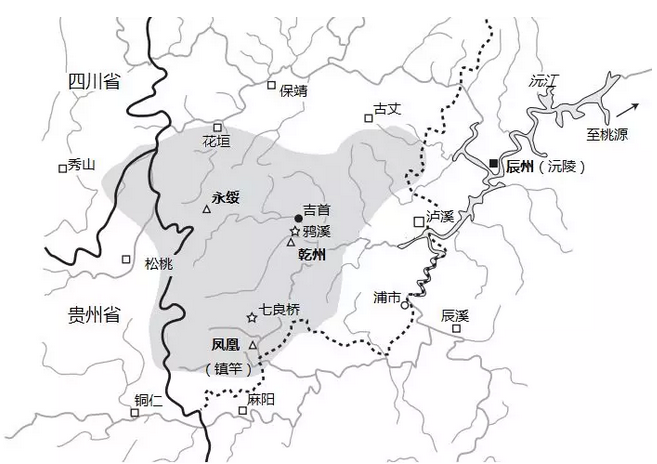 四川省
沅江
保靖
古丈
至桃源
花垣
秀山
辰州（沅陵）
永绥
吉首
泸溪
鸦溪
乾州
松桃
浦市
七良桥
贵州省
辰溪
凤凰
（镇竿）
铜仁
麻阳